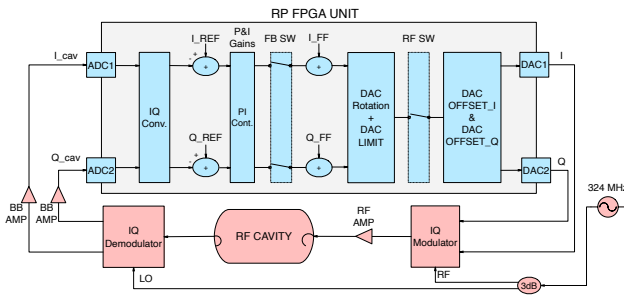 RP FPGA UNIT
I_cav
ADC1
IQ
Conv.
I_REF
-
+
+
P&I
Gains
PI
Cont.
FB SW
I_FF
+
DAC
Rotation
+
DAC
LIMIT
RF SW
DAC
OFFSET_I
&
DAC
OFFSET_Q
DAC1
I
Q_cav
ADC2
Q_REF
-
+
+
Q_FF
+
DAC2
Q
324 MHz
BB
AMP
BB
AMP
IQ
Demodulator
RF CAVITY
RF
AMP
IQ
Modulator
LO
RF
3dB